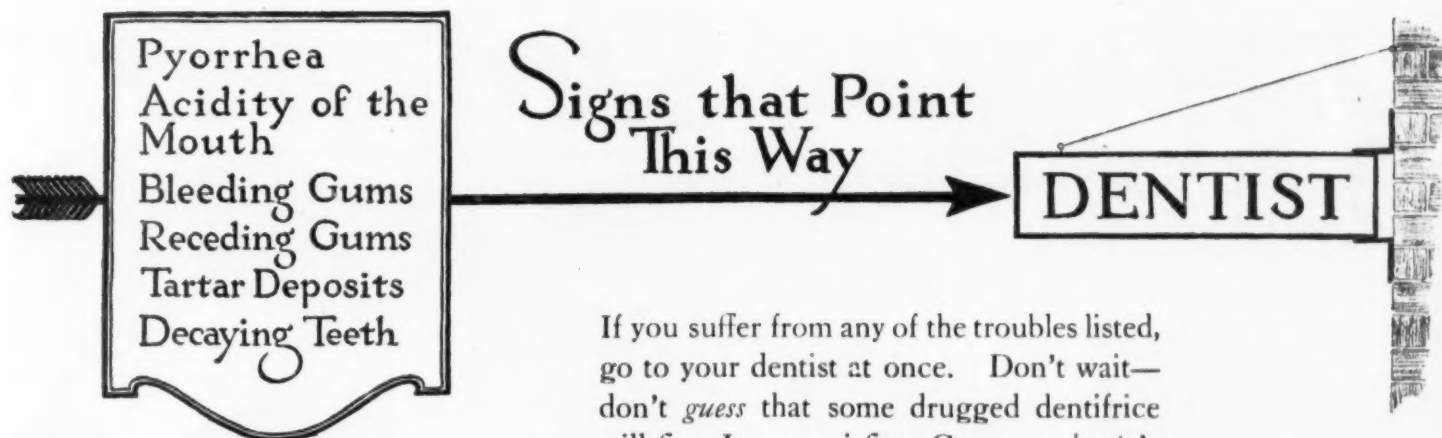 Pyorrhea
Acidity of the
Mouth
Bleeding Gums
Receding Gums
Tartar Deposits
Decaying Teeth
Signs that Point
This Way
DENTIST
If you suffer from any of the troubles listed,
go to your dentist at once. Don't wait—
don't guess that some drugged dentifrice